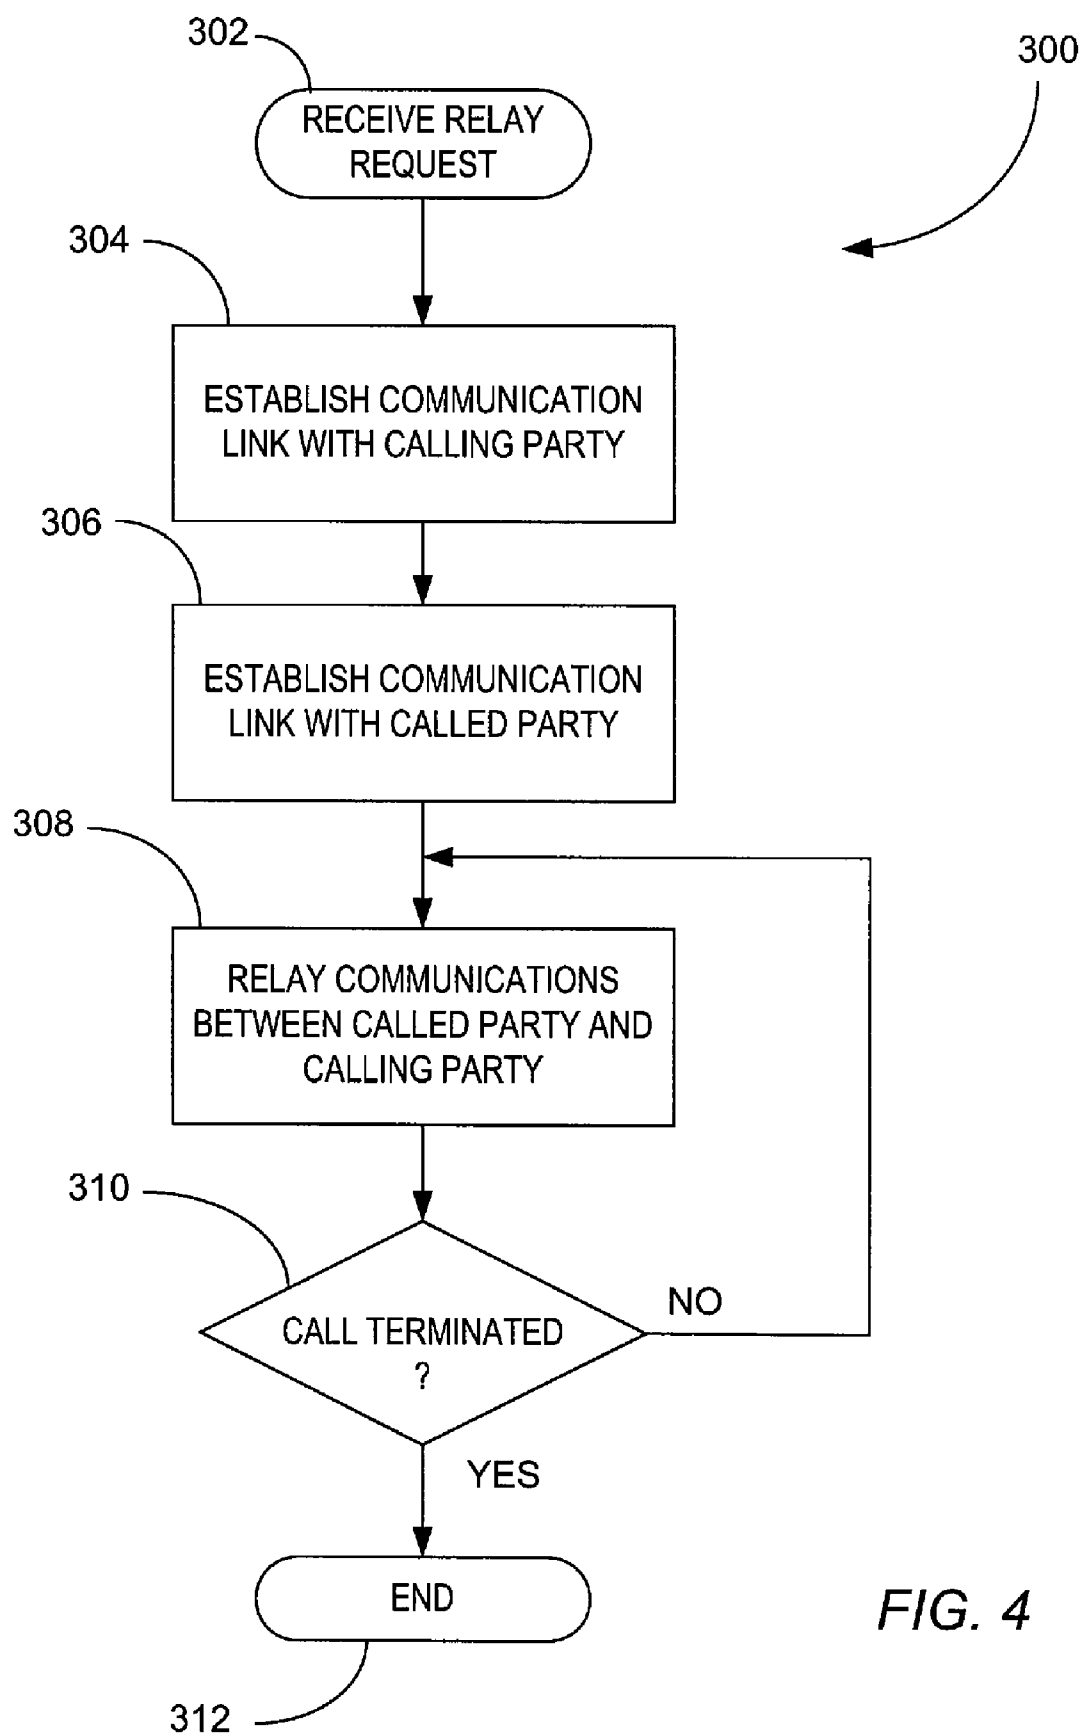 302
300
RECEIVE RELAY
REQUEST
304
ESTABLISH COMMUNICATION
LINK WITH CALLING PARTY
306
ESTABLISH COMMUNICATION
LINK WITH CALLED PARTY
308
RELAY COMMUNICATIONS
BETWEEN CALLED PARTY AND
CALLING PARTY
310
NO
CALL TERMINATED
?
YES
END
FIG. 4
312